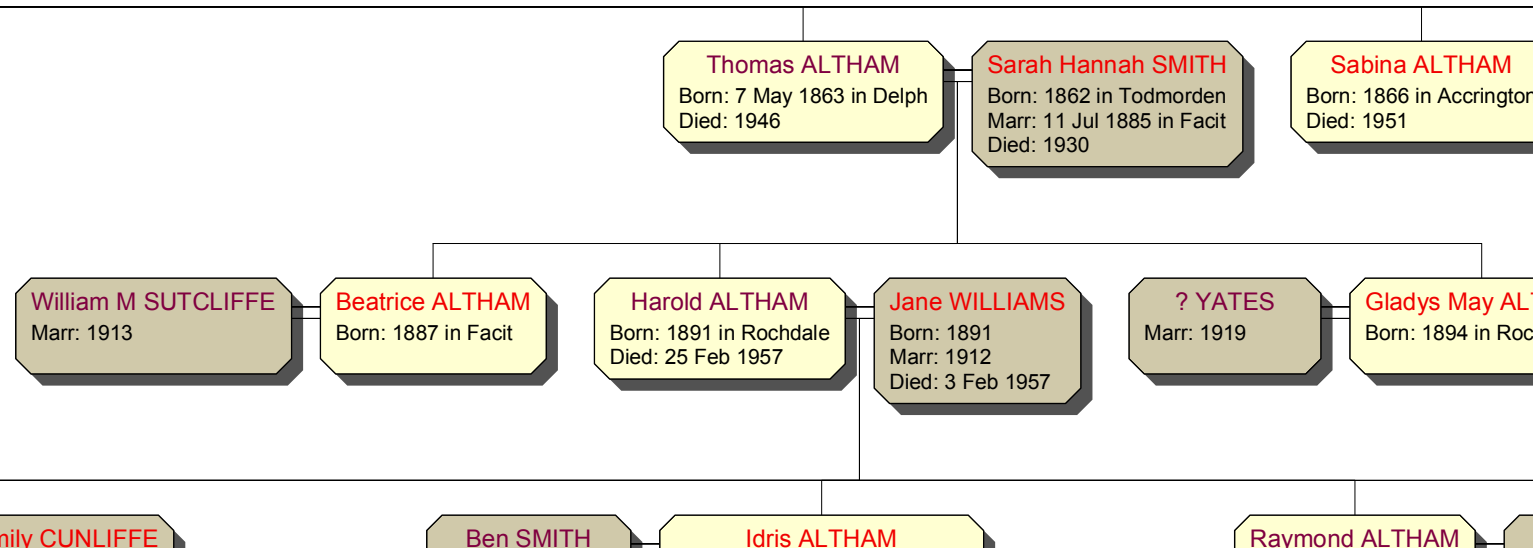 Thomas ALTHAM
Born: 7 May 1863 in Delph
Died: 1946
Sarah Hannah SMITH
Born: 1862 in Todmorden
Marr: 11 Jul 1885 in Facit
Died: 1930
Sabina ALTHAM
Born: 1866 in Accrington
Died: 1951
William M SUTCLIFFE
Marr: 1913
Beatrice ALTHAM
Born: 1887 in Facit
Harold ALTHAM
Born: 1891 in Rochdale
Died: 25 Feb 1957
Jane WILLIAMS
Born: 1891
Marr: 1912
Died: 3 Feb 1957
? YATES
Marr: 1919
Gladys May
Born: 1894 in
CUNLIFFE
Ben SMITH
Idris ALTHAM
Raymond ALTHAM